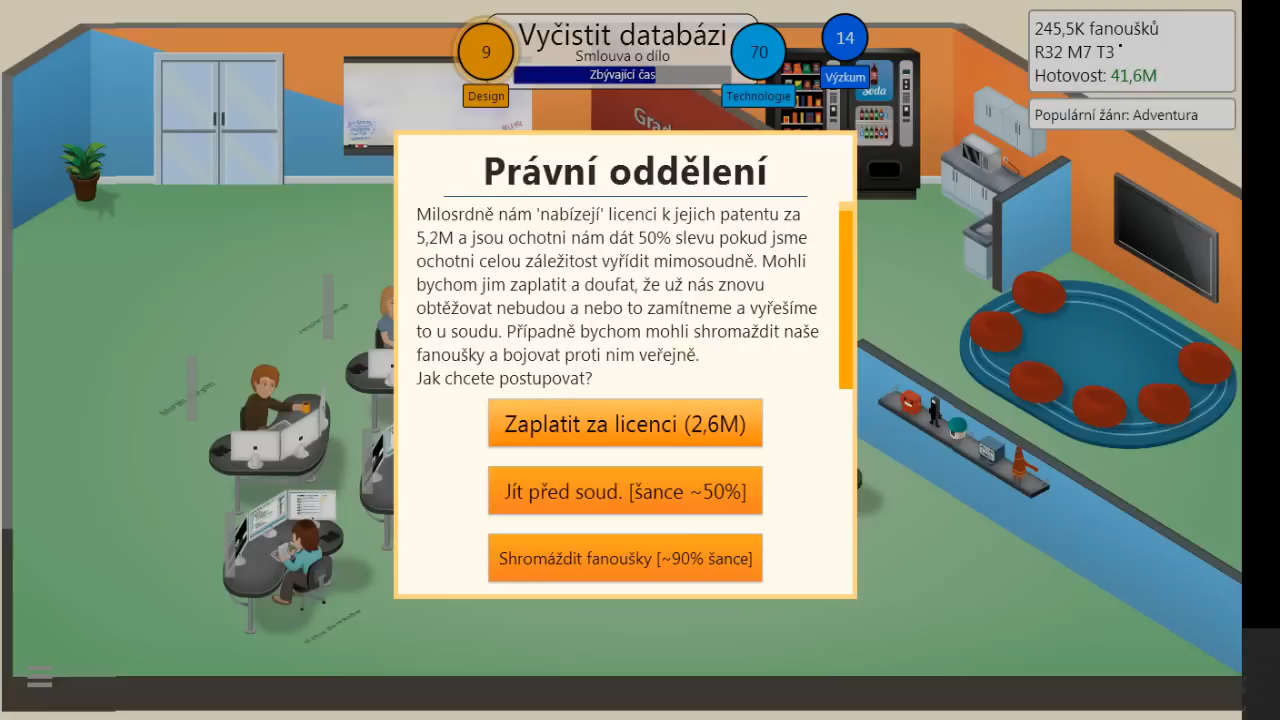 Vyčistit databázi
Smlouva o dílo
Zbývající čas
9
Design
70
Technologie
14
Výzkum
245,5K fanoušků
R32 M7 T3
Hotovost: 41,6M
Populární žánr: Adventura
Soda
Grad
Právní oddělení
Milosrdně nám 'nabízejí' licenci k jejich patentu za
5,2M a jsou ochotni nám dát 50% slevu pokud jsme
ochotni celou záležitost vyřídit mimosoudně. Mohli
bychom jim zaplatit a doufat, že už nás znovu
obtěžovat nebudou a nebo to zamítneme a vyřešíme
to u soudu. Případně bychom mohli shromaždit naše
fanoušky a bojovat proti nim veřejně.
Jak chcete postupovat?
Zaplatit za licenci (2,6M)
Jít před soud. [šance ~50%]
Shromáždit fanoušky [~90% šance]